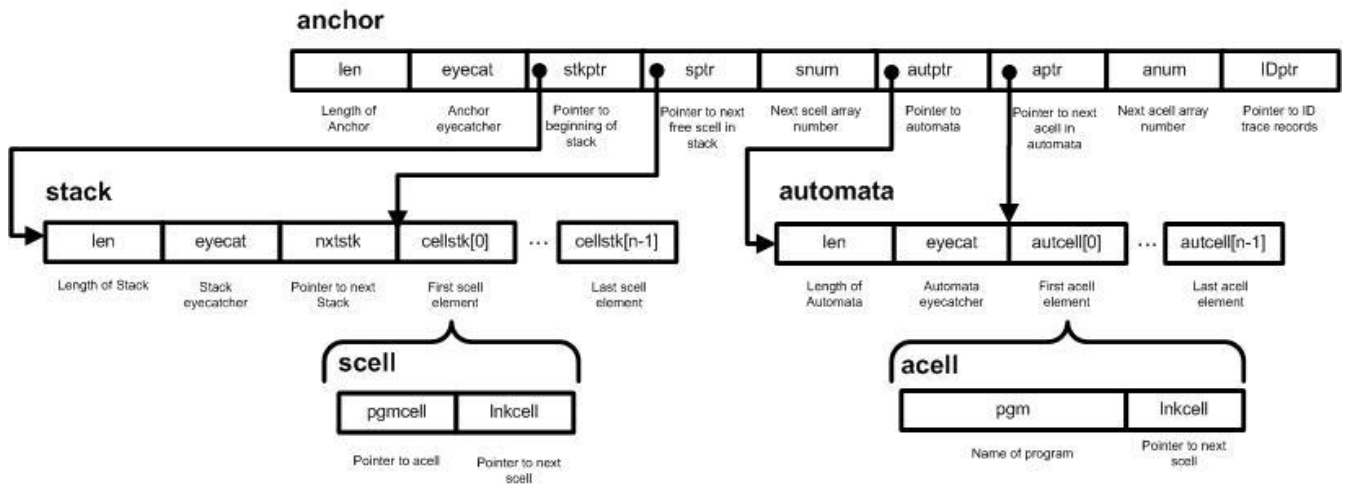 anchor
len eyecat stkptr sptr snum autptr aptr anum IDptr
Length of Anchor
Anchor eyecatcher
Pointer to beginning of stack
Pointer to next free scell in stack
Next scell array number
Pointer to automata
Pointer to next acell in automata
Next acell array number
Pointer to ID trace records
stack
len eyecat nxtstk cellstk[0] ... cellstk[n-1]
Length of Stack
Stack eyecatcher
Pointer to next Stack
First scell element
Last scell element
automata
len eyecat autcell[0] ... autcell[n-1]
Length of Automata
Automata eyecatcher
First acell element
Last acell element
scell
pgmcell lnkcell
Pointer to acell
Pointer to next scell
acell
pgm lnkcell
Name of program
Pointer to next scell